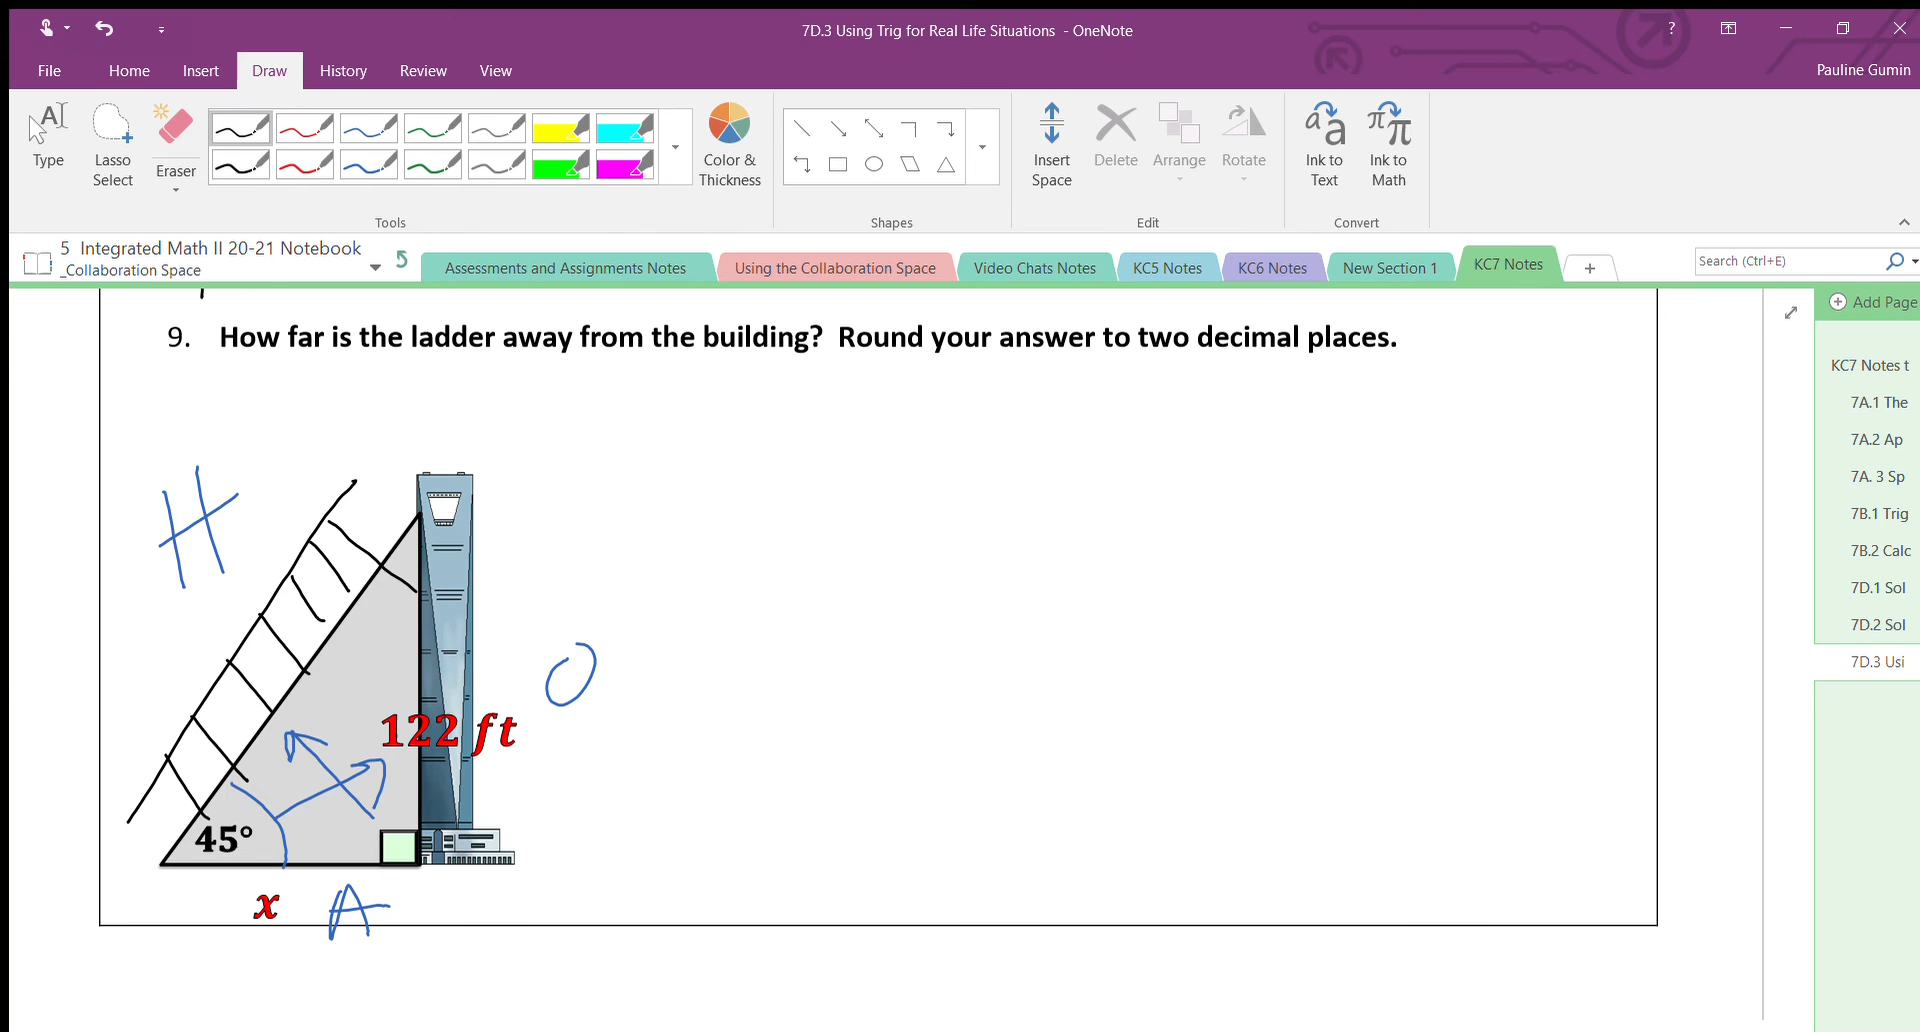 7D.3 Using Trig for Real Life Situations - OneNote
?
File Home Insert Draw History Review View
Pauline Gumin
Type
Lasso Select
Eraser
Color & Thickness
Insert Space
Delete
Arrange
Rotate
Ink to Text
Ink to Math
Tools
Shapes
Edit
Convert
5 Integrated Math II 20-21 Notebook
_Collaboration Space
Assessments and Assignments Notes
Using the Collaboration Space
Video Chats Notes
KC5 Notes
KC6 Notes
New Section 1
KC7 Notes
Search (Ctrl+E)
Add Page
9. How far is the ladder away from the building? Round your answer to two decimal places.
H
O
122 ft
45°
x A
KC7 Notes t
7A.1 The
7A.2 Ap
7A. 3 Sp
7B.1 Trig
7B.2 Calc
7D.1 Sol
7D.2 Sol
7D.3 Usi